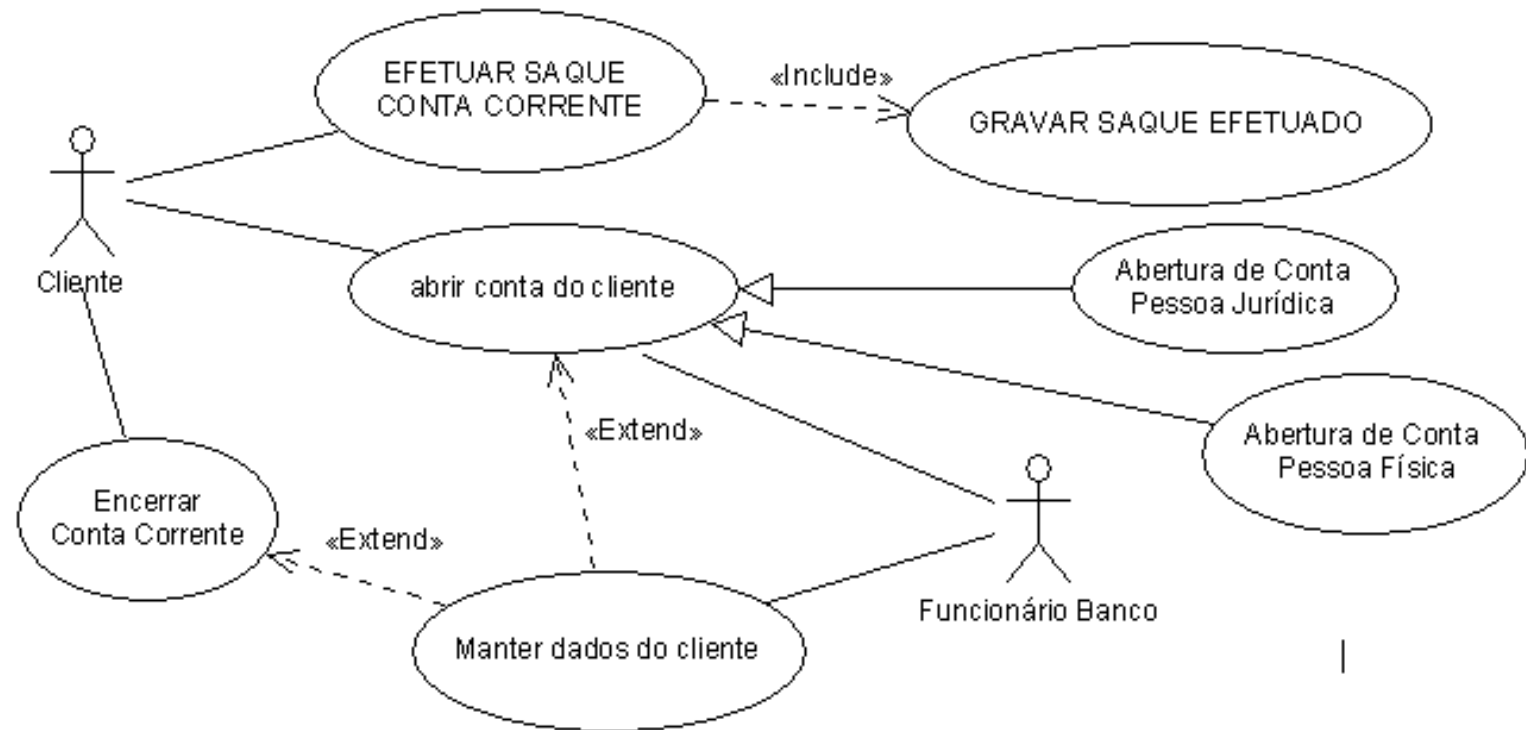 EFETUAR SAQUE
CONTA CORRENTE
«Include»
GRAVAR SAQUE EFETUADO
Cliente
abrir conta do cliente
Abertura de Conta
Pessoa Jurídica
«Extend»
Abertura de Conta
Pessoa Física
Encerrar
Conta Corrente
«Extend»
Funcionário Banco
Manter dados do cliente